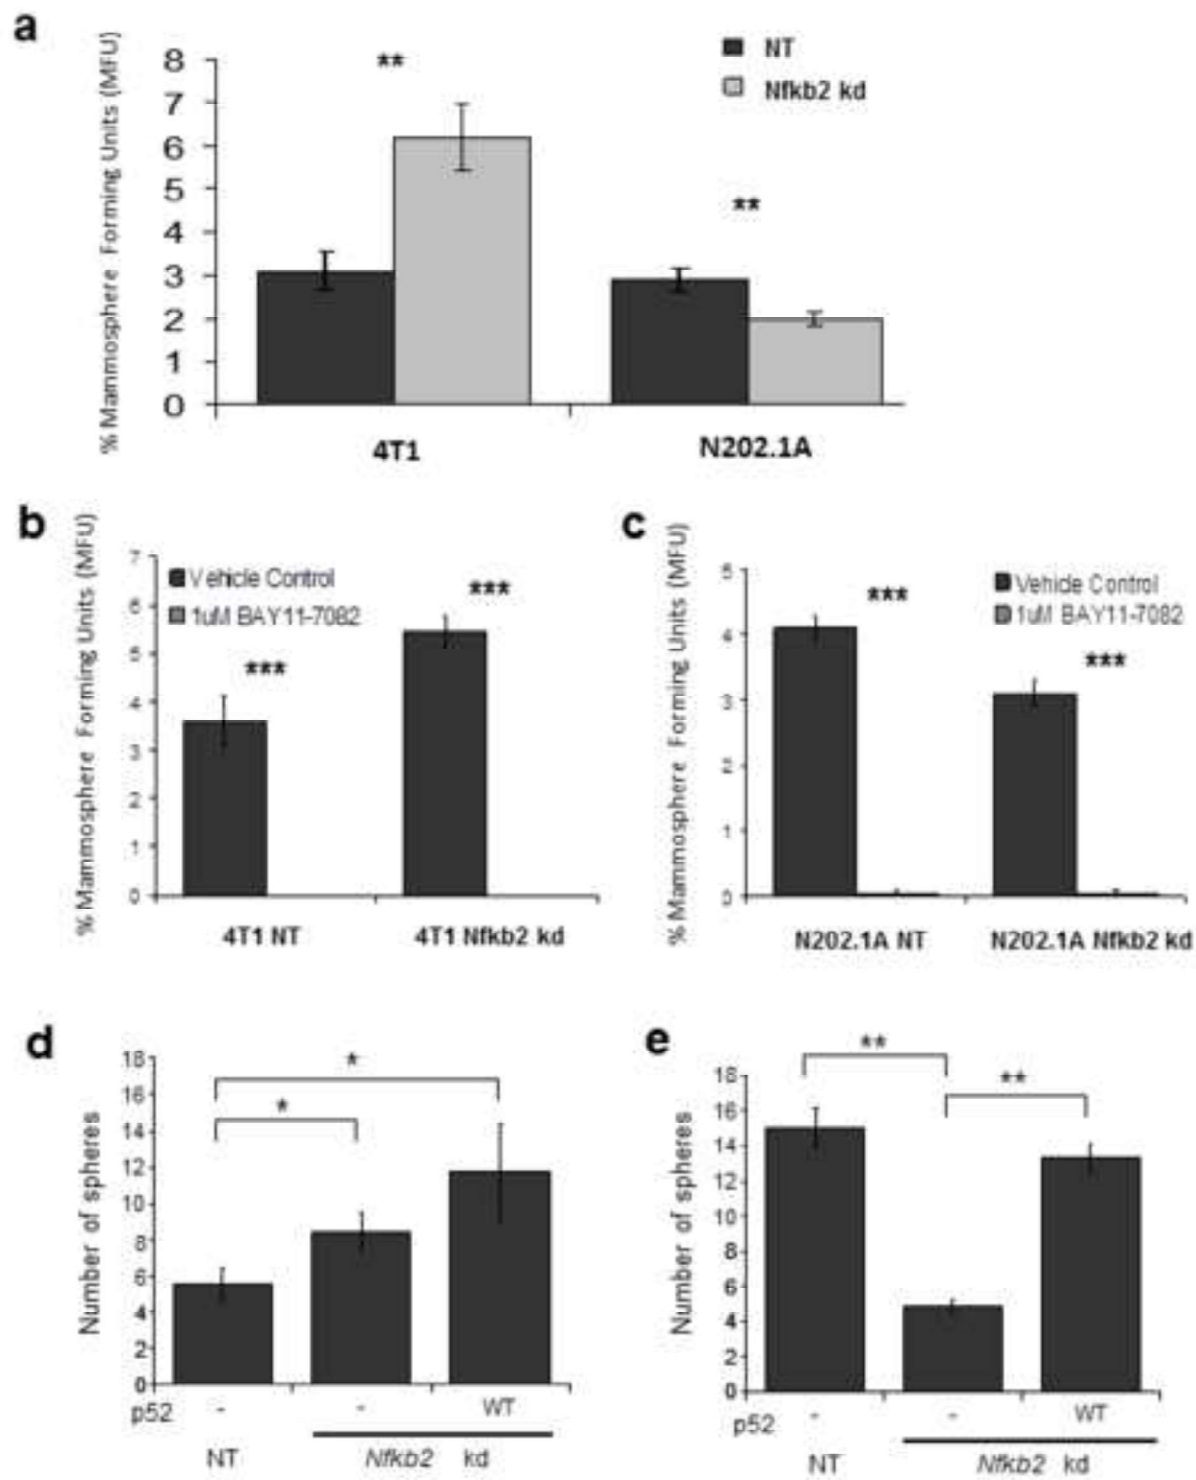 a
% Mammosphere Forming Units (MFU)
8
7
6
5
4
3
2
1
0
**
**
NT
Nfkb2 kd
4T1
N202.1A
b
% Mammosphere Forming Units (MFU)
7
6
5
4
3
2
1
0
Vehicle Control
1uM BAY11-7082
***
***
4T1 NT
4T1 Nfkb2 kd
c
% Mammosphere Forming Units (MFU)
5
4
3
2
1
0
Vehicle Control
1uM BAY11-7082
***
***
N202.1A NT
N202.1A Nfkb2 kd
d
Number of spheres
18
16
14
12
10
8
6
4
2
0
*
*
p52 - - WT
NT Nfkb2 kd
e
Number of spheres
18
16
14
12
10
8
6
4
2
0
**
**
p52 - - WT
NT Nfkb2 kd